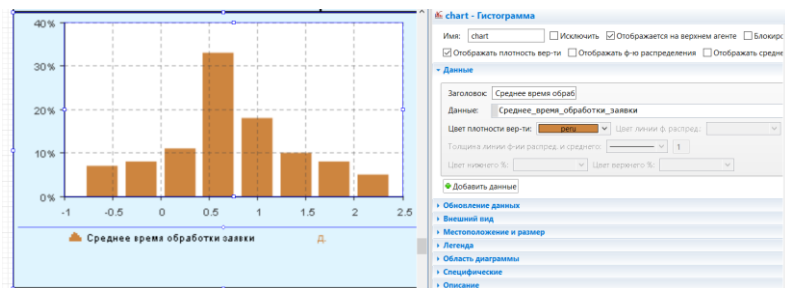 40%
30%
20%
10%
0%
-1 -0.5 0 0.5 1 1.5 2 2.5
Среднее время обработки заявки Д.
chart - Гистограмма
Имя: chart Исключить Отображается на верхнем агенте Блокиро
Отображать плотность вер-ти Отображать ф-ю распределения Отображать средне
Данные
Заголовок: Среднее время обраб
Данные: Среднее_время_обработки_заявки
Цвет плотности вер-ти: peru Цвет линии ф. распред:
Толщина линии ф-ии распред. и среднего: 1
Цвет нижнего %: Цвет верхнего %:
Добавить данные
Обновление данных
Внешний вид
Местоположение и размер
Легенда
Область диаграммы
Специфические
Описание